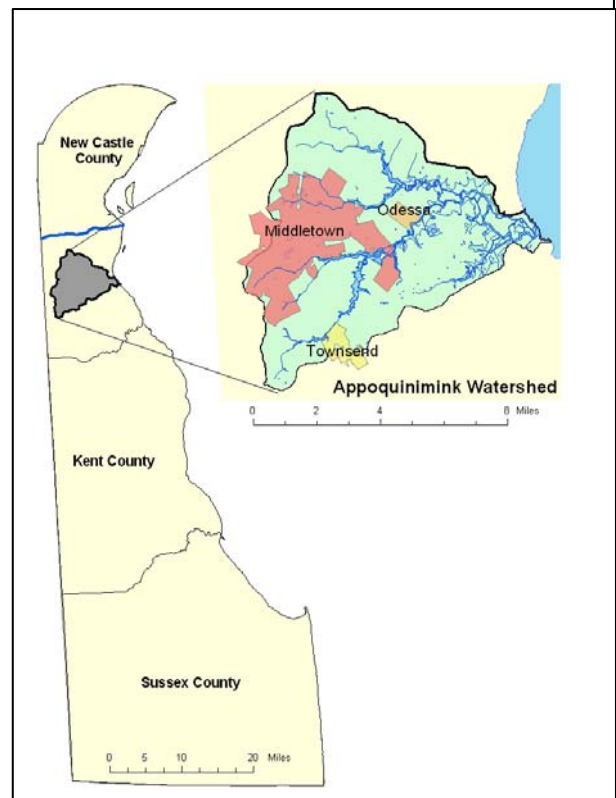 New Castle
County
Odessa
Middletown
Townsend
Appoquinimink Watershed
0 2 4 8 Miles
Kent County
Sussex County
0 5 10 20 Miles